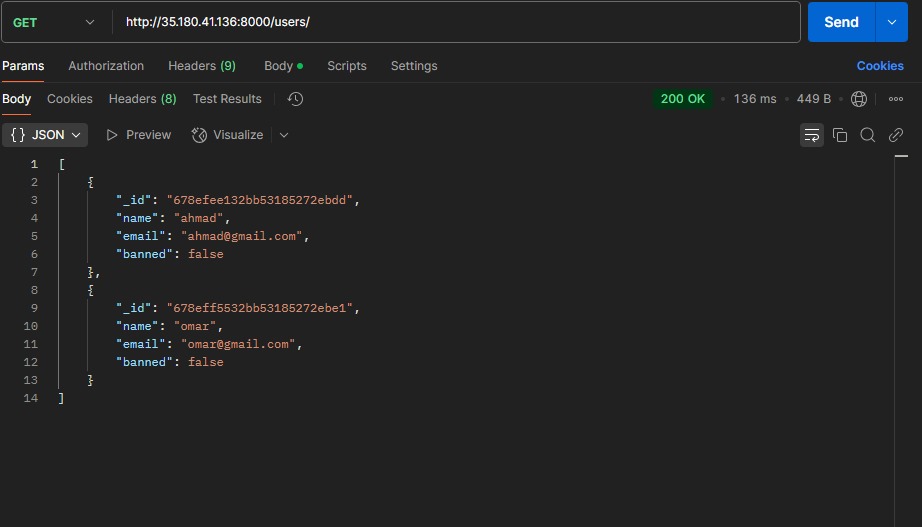 GET http://35.180.41.136:8000/users/ Send
Params Authorization Headers (9) Body Scripts Settings Cookies
Body Cookies Headers (8) Test Results 200 OK • 136 ms • 449 B •
{} JSON Preview Visualize
1 [
2 {
3 "_id": "678efee132bb53185272ebdd",
4 "name": "ahmad",
5 "email": "ahmad@gmail.com",
6 "banned": false
7 },
8 {
9 "_id": "678eff5532bb53185272ebe1",
10 "name": "omar",
11 "email": "omar@gmail.com",
12 "banned": false
13 }
14 ]